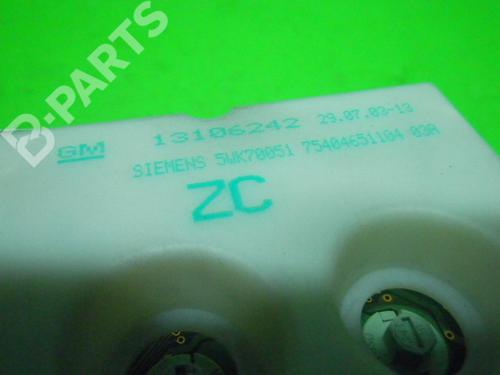 B-PARTS
GM 13106242 29.07.03-13
SIEMENS 5WK70051 75404651104 03A
ZC